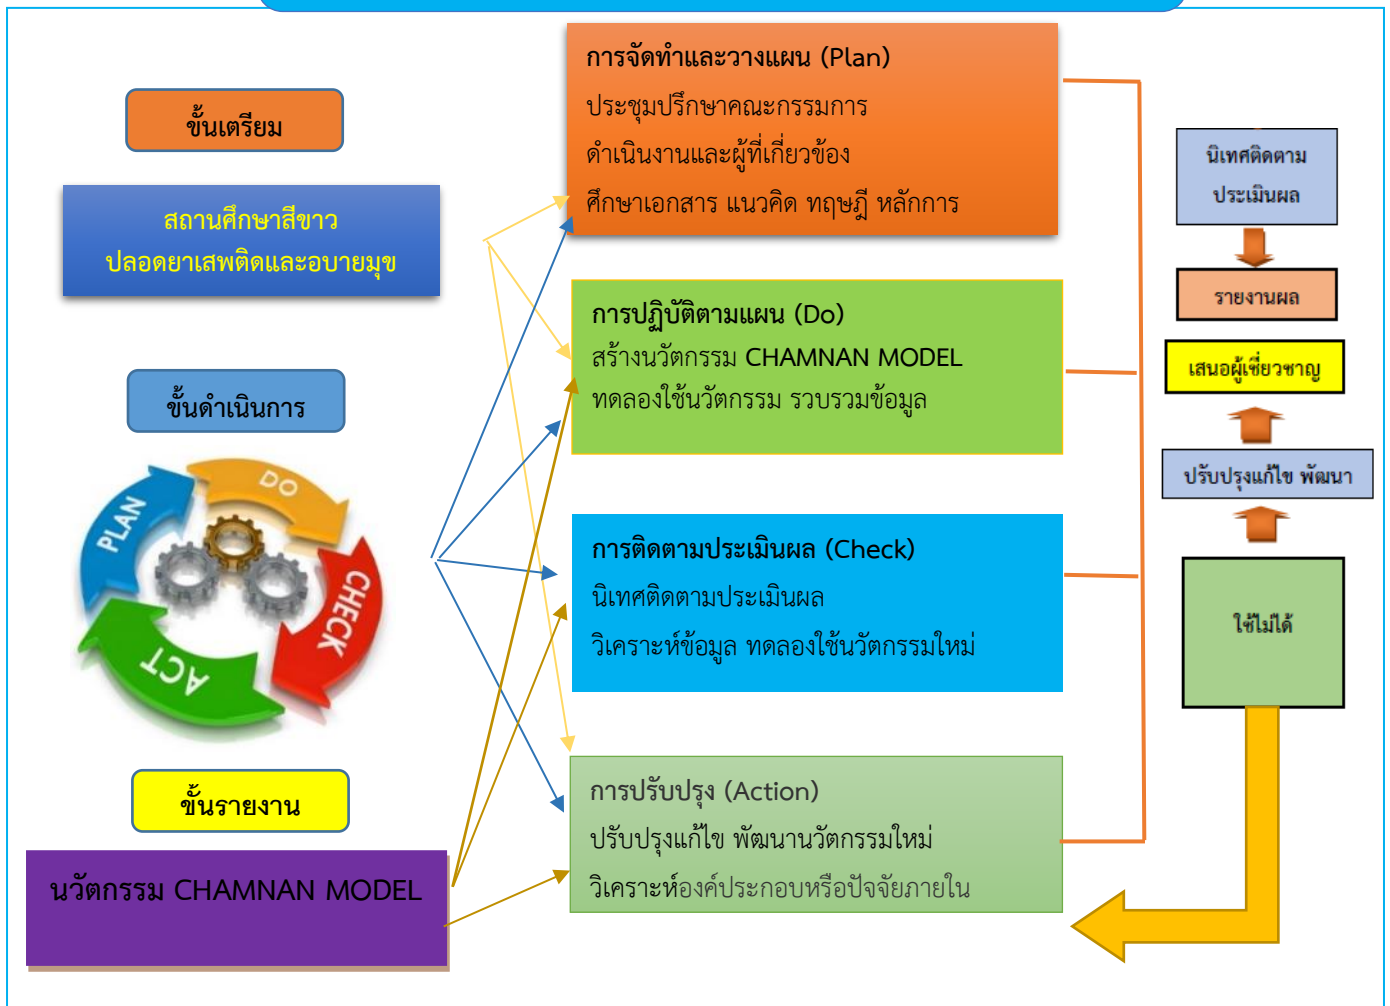 ขั้นเตรียม
สถานศึกษาสีขาว
ปลอดยาเสพติดและอบายมุข
ขั้นดำเนินการ
PLAN
DO
CHECK
ACT
ขั้นรายงาน
นวัตกรรม CHAMNAN MODEL
การจัดทำและวางแผน (Plan)
ประชุมปรึกษาคณะกรรมการ
ดำเนินงานและผู้ที่เกี่ยวข้อง
ศึกษาเอกสาร แนวคิด ทฤษฎี หลักการ
การปฏิบัติตามแผน (Do)
สร้างนวัตกรรม CHAMNAN MODEL
ทดลองใช้นวัตกรรม รวบรวมข้อมูล
การติดตามประเมินผล (Check)
นิเทศติดตามประเมินผล
วิเคราะห์ข้อมูล ทดลองใช้นวัตกรรมใหม่
การปรับปรุง (Action)
ปรับปรุงแก้ไข พัฒนานวัตกรรมใหม่
วิเคราะห์องค์ประกอบหรือปัจจัยภายใน
นิเทศติดตาม
ประเมินผล
รายงานผล
เสนอผู้เชี่ยวชาญ
ปรับปรุงแก้ไข พัฒนา
ใช้ไม่ได้